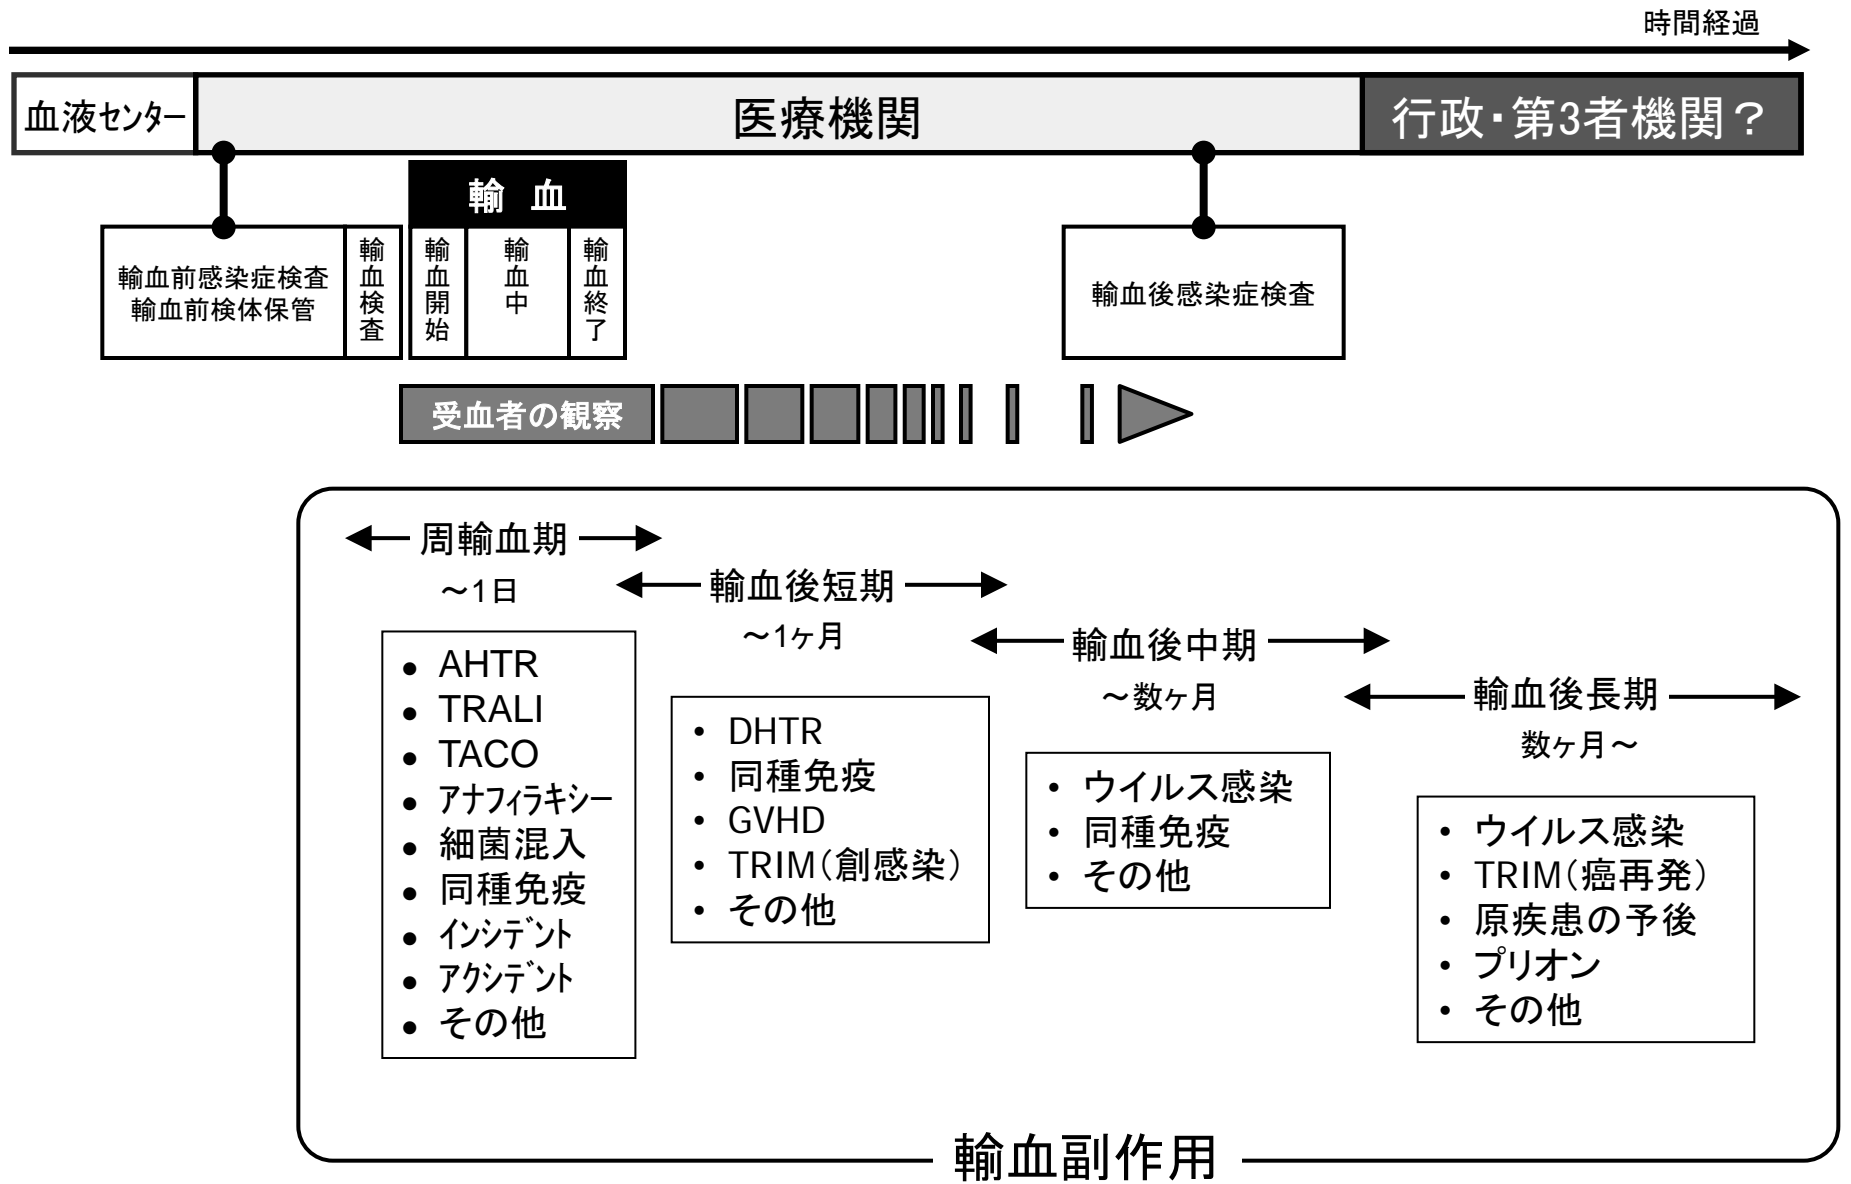 時間経過
血液センター
医療機関
行政・第3者機関？
輸血
輸血前感染症検査
輸血前検体保管
輸血検査
輸血開始
輸血中
輸血終了
輸血後感染症検査
受血者の観察
周輸血期
～1日
● AHTR
● TRALI
● TACO
● アナフィラキシー
● 細菌混入
● 同種免疫
● インシデント
● アクシデント
● その他
輸血後短期
～1ヶ月
• DHTR
• 同種免疫
• GVHD
• TRIM（創感染）
• その他
輸血後中期
～数ヶ月
• ウイルス感染
• 同種免疫
• その他
輸血後長期
数ヶ月～
• ウイルス感染
• TRIM（癌再発）
• 原疾患の予後
• プリオン
• その他
輸血副作用